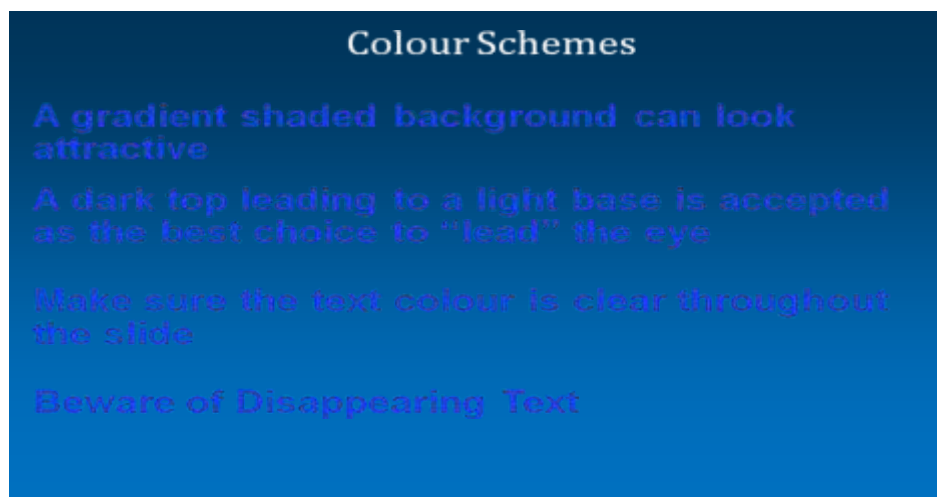 Colour Schemes
A gradient shaded background can look
attractive
A dark top leading to a light base is accepted
as the best choice to “lead” the eye
Make sure the text colour is clear throughout
the slide
Beware of Disappearing Text